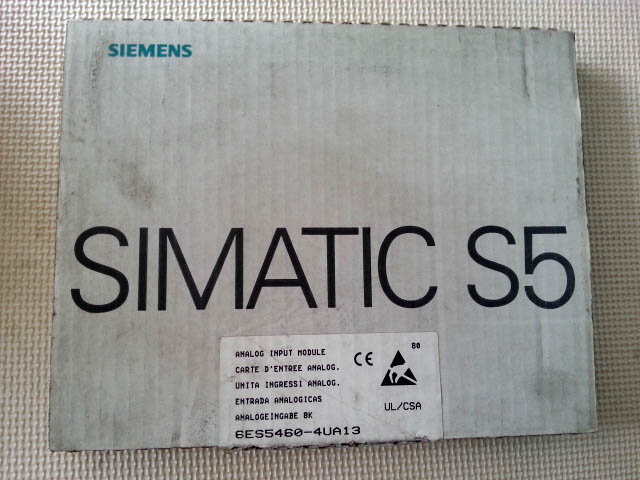 SIEMENS
SIMATIC S5
ANALOG INPUT MODULE
CARTE D'ENTREE ANALOG.
UNITA INGRESSI ANALOG.
ENTRADA ANALOGICAS
ANALOGEINGABE 8K
6ES5460-4UA13
CE
80
UL/CSA